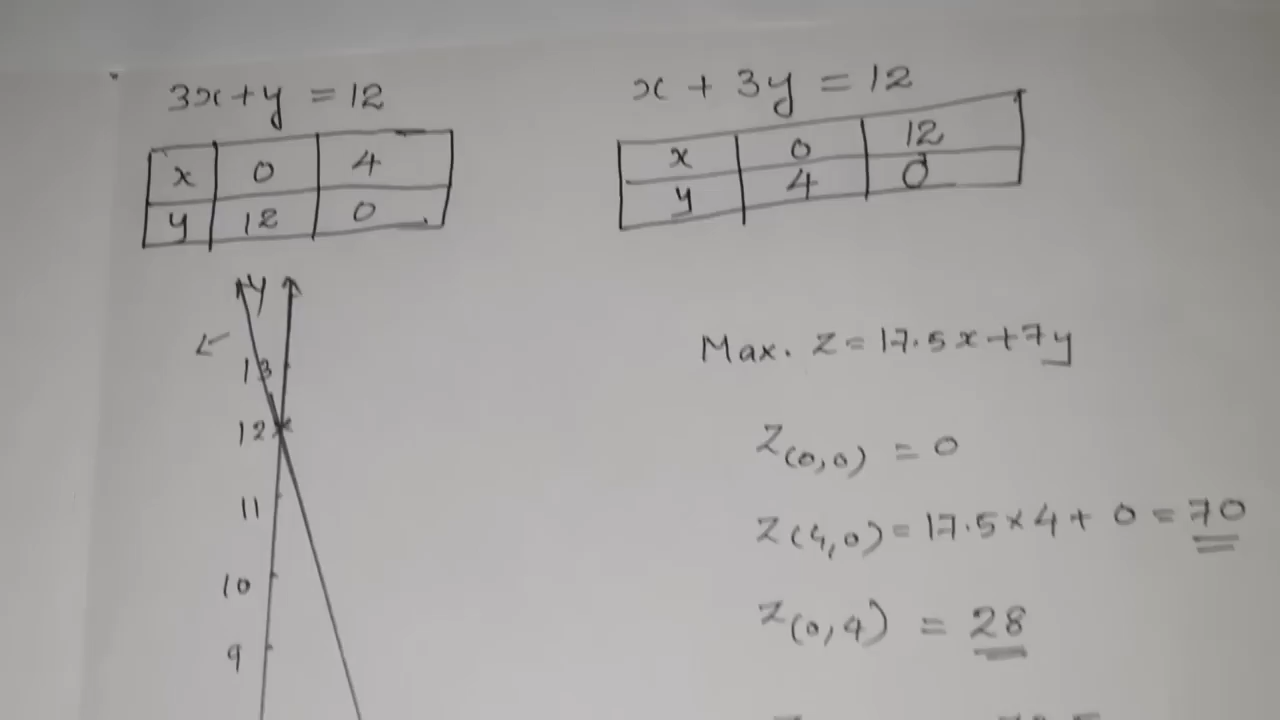 3x+y = 12
x 0 4
y 12 0
x + 3y = 12
x 0 12
y 4 0
y
13
12
11
10
9
Max. Z = 17.5x+7y
Z(0,0) = 0
Z(4,0) = 17.5×4+ 0 = 70
Z(0,4) = 28